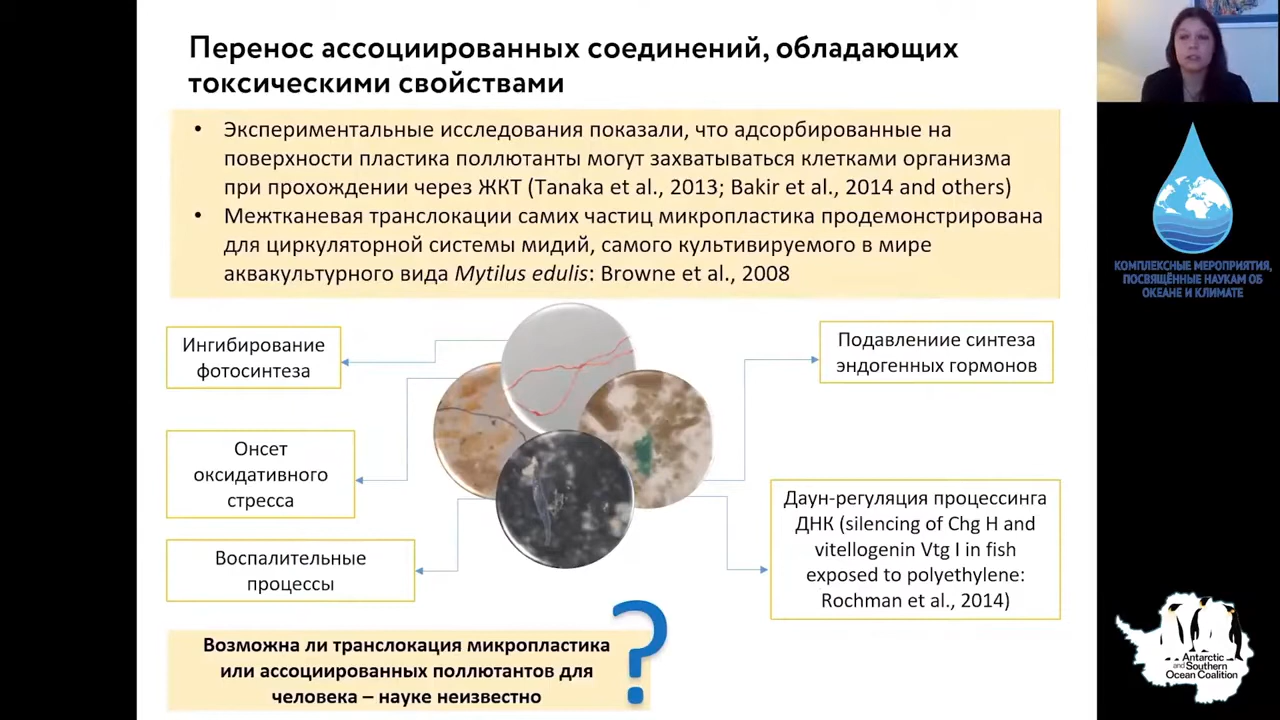 Перенос ассоциированных соединений, обладающих
токсическими свойствами
• Экспериментальные исследования показали, что адсорбированные на
поверхности пластика поллютанты могут захватываться клетками организма
при прохождении через ЖКТ (Tanaka et al., 2013; Bakir et al., 2014 and others)
• Межтканевая транслокации самих частиц микропластика продемонстрирована
для циркуляторной системы мидий, самого культивируемого в мире
аквакультурного вида Mytilus edulis: Browne et al., 2008
Ингибирование
фотосинтеза
Онсет
оксидативного
стресса
Воспалительные
процессы
Подавлениие синтеза
эндогенных гормонов
Даун-регуляция процессинга
ДНК (silencing of Chg H and
vitellogenin Vtg I in fish
exposed to polyethylene:
Rochman et al., 2014)
Возможна ли транслокация микропластика
или ассоциированных поллютантов для
человека – науке неизвестно
?
КОМПЛЕКСНЫЕ МЕРОПРИЯТИЯ,
ПОСВЯЩЁННЫЕ НАУКАМ ОБ
ОКЕАНЕ И КЛИМАТЕ
Antarctic
and Southern
Ocean Coalition